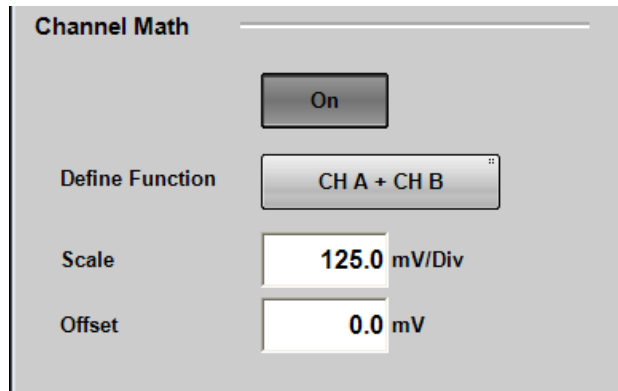 Channel Math
On
Define Function CH A + CH B
Scale 125.0 mV/Div
Offset 0.0 mV